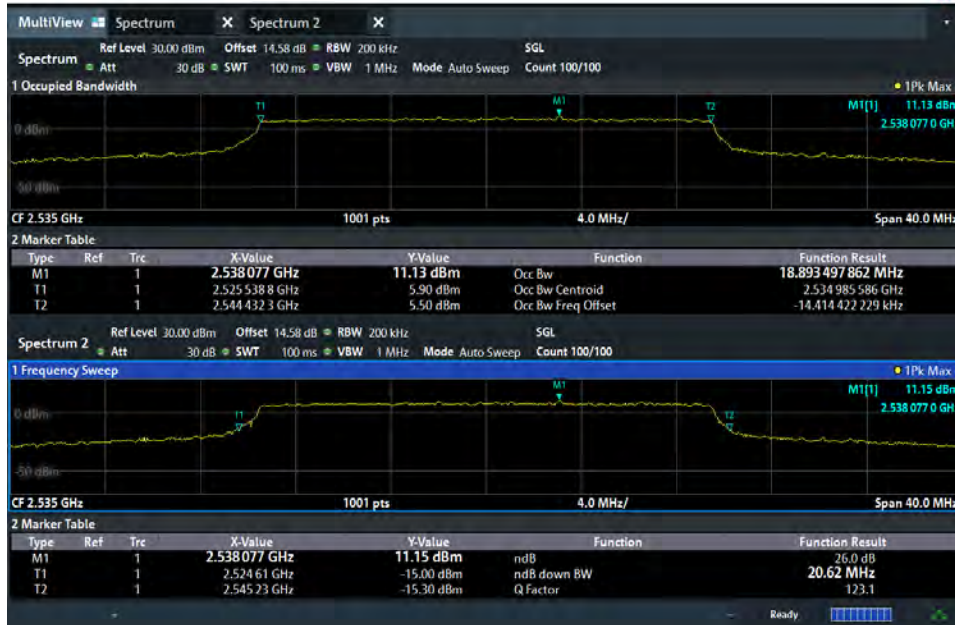 MultiView Spectrum X Spectrum 2 X
Ref Level 30.00 dBm Offset 14.58 dB RBW 200 kHz SGL
Spectrum Att 30 dB SWT 100 ms VBW 1 MHz Mode Auto Sweep Count 100/100
1 Occupied Bandwidth 1Pk Max
M1[1] 11.13 dBm
2.538 077 0 GH
T1 M1 T2
0 dBm
-50 dBm
CF 2.535 GHz 1001 pts 4.0 MHz/ Span 40.0 MHz
2 Marker Table
Type Ref Trc X-Value Y-Value Function Function Result
M1 1 2.538 077 GHz 11.13 dBm Occ Bw 18.893 497 862 MHz
T1 1 2.525 538 8 GHz 5.90 dBm Occ Bw Centroid 2.534 985 586 GHz
T2 1 2.544 432 3 GHz 5.50 dBm Occ Bw Freq Offset -14.414 422 229 kHz
Ref Level 30.00 dBm Offset 14.58 dB RBW 200 kHz SGL
Spectrum 2 Att 30 dB SWT 100 ms VBW 1 MHz Mode Auto Sweep Count 100/100
1 Frequency Sweep 1Pk Max
M1[1] 11.15 dBm
2.538 077 0 GH
M1
0 dBm T1 T2
-50 dBm
CF 2.535 GHz 1001 pts 4.0 MHz/ Span 40.0 MHz
2 Marker Table
Type Ref Trc X-Value Y-Value Function Function Result
M1 1 2.538 077 GHz 11.15 dBm ndB 26.0 dB
T1 1 2.524 61 GHz -15.00 dBm ndB down BW 20.62 MHz
T2 1 2.545 23 GHz -15.30 dBm Q Factor 123.1
Ready